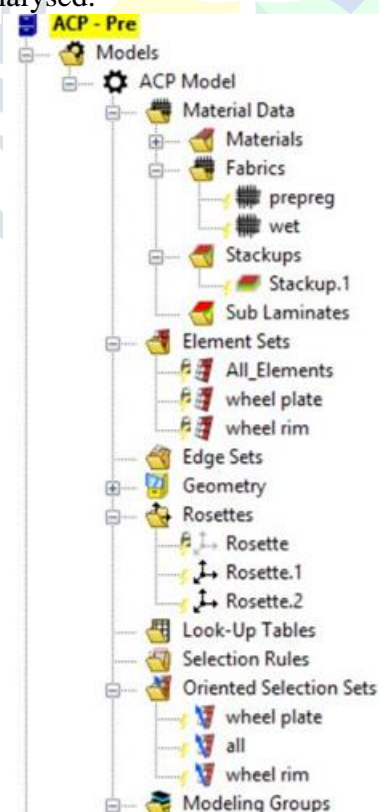 nalysed.
ACP - Pre
Models
ACP Model
Material Data
Materials
Fabrics
prepreg
wet
Stackups
Stackup.1
Sub Laminates
Element Sets
All_Elements
wheel plate
wheel rim
Edge Sets
Geometry
Rosettes
Rosette
Rosette.1
Rosette.2
Look-Up Tables
Selection Rules
Oriented Selection Sets
wheel plate
all
wheel rim
Modeling Groups